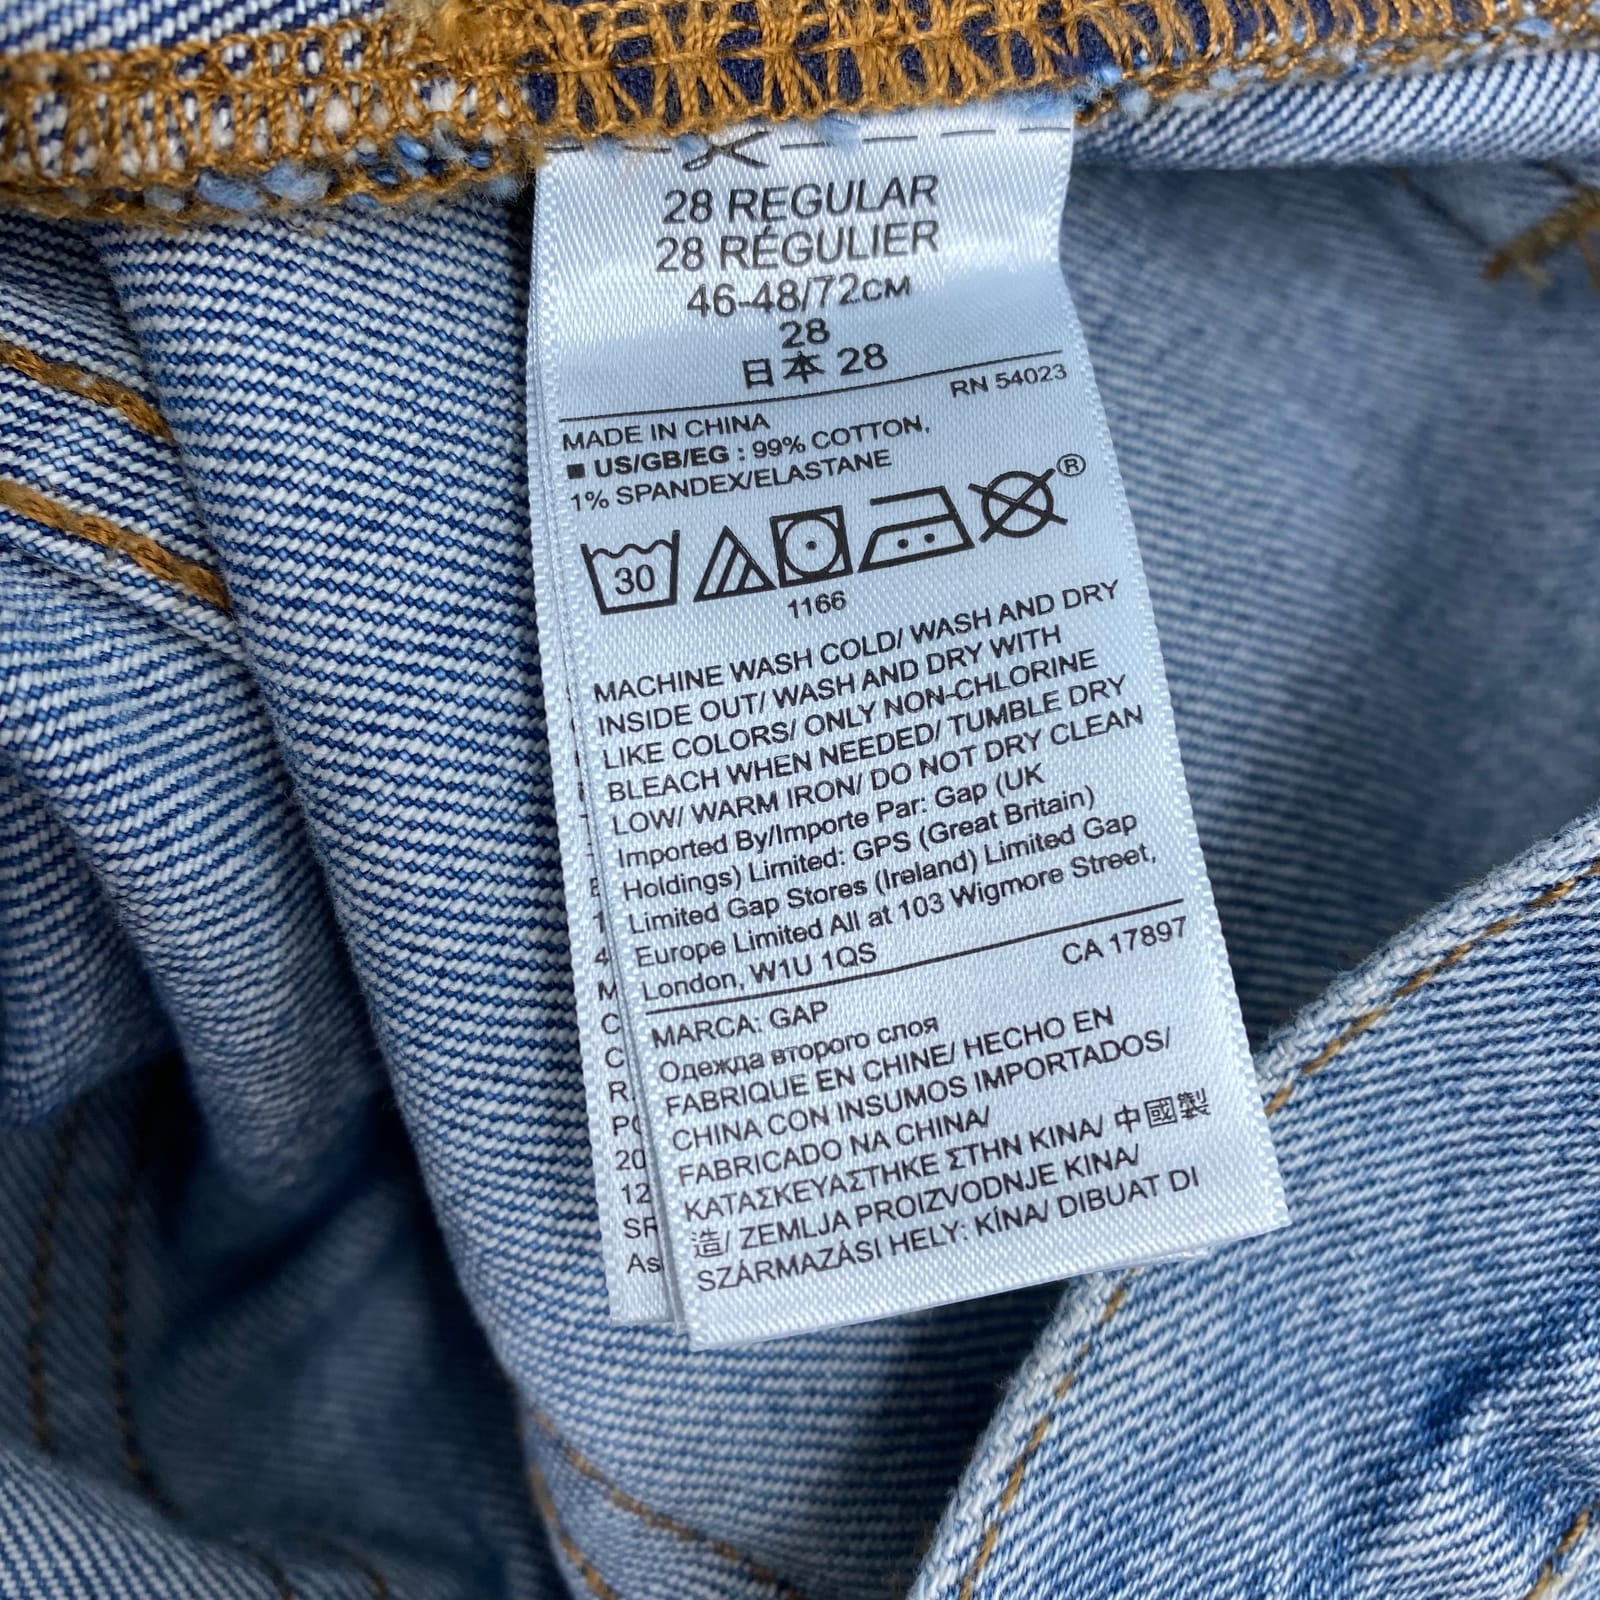 28 REGULAR
28 RÉGULIER
46-48/72CM
28
日本 28
RN 54023
MADE IN CHINA
■ US/GB/EG : 99% COTTON,
1% SPANDEX/ELASTANE
®
30
1166
MACHINE WASH COLD/ WASH AND DRY
INSIDE OUT/ WASH AND DRY WITH
LIKE COLORS/ ONLY NON-CHLORINE
BLEACH WHEN NEEDED/ TUMBLE DRY
LOW/ WARM IRON/ DO NOT DRY CLEAN
Imported By/Importe Par: Gap (UK
Holdings) Limited: GPS (Great Britain)
Limited Gap Stores (Ireland) Limited Gap
Europe Limited All at 103 Wigmore Street,
London, W1U 1QS
CA 17897
MARCA: GAP
Одежда второго слоя
FABRIQUE EN CHINE/ HECHO EN
CHINA CON INSUMOS IMPORTADOS/
FABRICADO NA CHINA/
ΚΑΤΑΣΚΕΥΑΣΤΗΚΕ ΣΤΗΝ ΚΙΝΑ/ 中國製
造/ ZEMLJA PROIZVODNJE KINA/
SZÁRMAZÁSI HELY: KÍNA/ DIBUAT DI